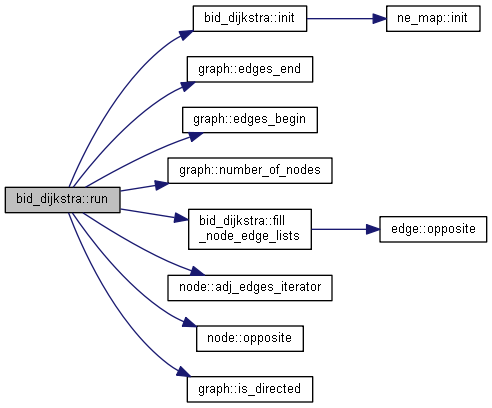 bid_dijkstra::init
ne_map::init
graph::edges_end
graph::edges_begin
graph::number_of_nodes
bid_dijkstra::run
bid_dijkstra::fill
_node_edge_lists
edge::opposite
node::adj_edges_iterator
node::opposite
graph::is_directed